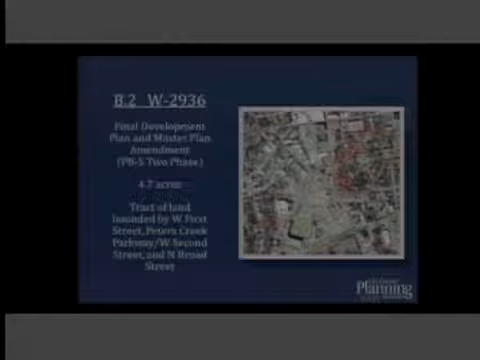 B.2 W-2936
Final Development
Plan and Master Plan
Amendment
(PB-S Two Phase)
4.7 acres
Tract of land
bounded by W First
Street, Peters Creek
Parkway/W Second
Street, and N Broad
Street
Planning